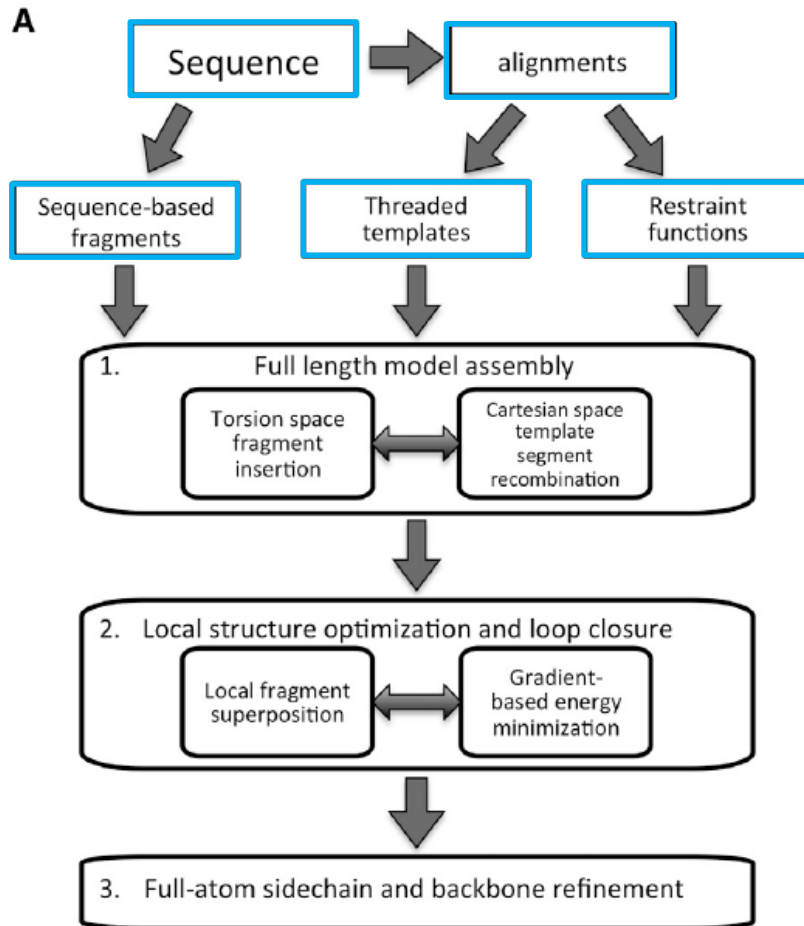 A
Sequence
alignments
Sequence-based
fragments
Threaded
templates
Restraint
functions
1. Full length model assembly
Torsion space
fragment
insertion
Cartesian space
template
segment
recombination
2. Local structure optimization and loop closure
Local fragment
superposition
Gradient-
based energy
minimization
3. Full-atom sidechain and backbone refinement